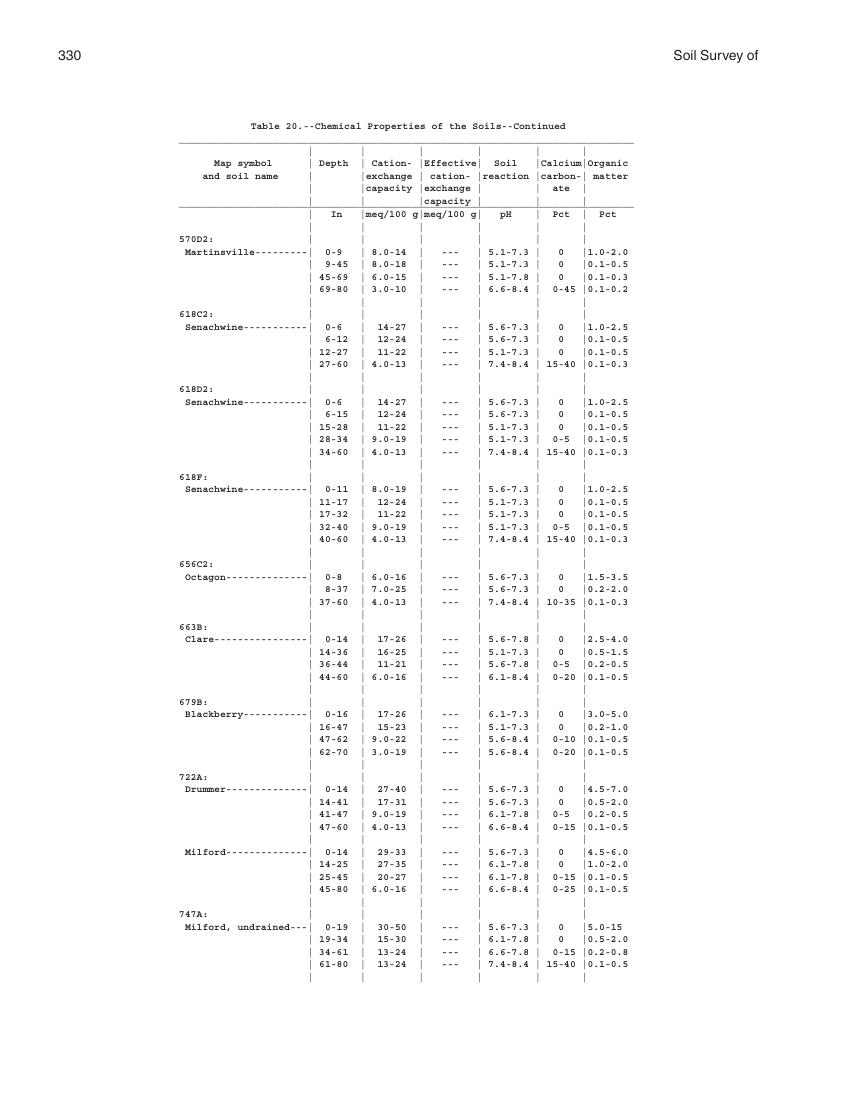 330 Soil Survey of
Table 20.--Chemical Properties of the Soils--Continued
Map symbol | Depth | Cation- |Effective| Soil |Calcium|Organic
and soil name | | exchange | cation- |reaction |carbon-| matter
| |capacity |exchange | | ate |
| | |capacity | | |
| In |meq/100 g|meq/100 g| pH | Pct | Pct
570D2:
Martinsville---------| 0-9 | 8.0-14 | --- | 5.1-7.3 | 0 |1.0-2.0
| 9-45 | 8.0-18 | --- | 5.1-7.3 | 0 |0.1-0.5
| 45-69 | 6.0-15 | --- | 5.1-7.8 | 0 |0.1-0.3
| 69-80 | 3.0-10 | --- | 6.6-8.4 | 0-45 |0.1-0.2
618C2:
Senachwine-----------| 0-6 | 14-27 | --- | 5.6-7.3 | 0 |1.0-2.5
| 6-12 | 12-24 | --- | 5.6-7.3 | 0 |0.1-0.5
| 12-27 | 11-22 | --- | 5.1-7.3 | 0 |0.1-0.5
| 27-60 | 4.0-13 | --- | 7.4-8.4 | 15-40 |0.1-0.3
618D2:
Senachwine-----------| 0-6 | 14-27 | --- | 5.6-7.3 | 0 |1.0-2.5
| 6-15 | 12-24 | --- | 5.6-7.3 | 0 |0.1-0.5
| 15-28 | 11-22 | --- | 5.1-7.3 | 0 |0.1-0.5
| 28-34 | 9.0-19 | --- | 5.1-7.3 | 0-5 |0.1-0.5
| 34-60 | 4.0-13 | --- | 7.4-8.4 | 15-40 |0.1-0.3
618F:
Senachwine-----------| 0-11 | 8.0-19 | --- | 5.6-7.3 | 0 |1.0-2.5
| 11-17 | 12-24 | --- | 5.1-7.3 | 0 |0.1-0.5
| 17-32 | 11-22 | --- | 5.1-7.3 | 0 |0.1-0.5
| 32-40 | 9.0-19 | --- | 5.1-7.3 | 0-5 |0.1-0.5
| 40-60 | 4.0-13 | --- | 7.4-8.4 | 15-40 |0.1-0.3
656C2:
Octagon--------------| 0-8 | 6.0-16 | --- | 5.6-7.3 | 0 |1.5-3.5
| 8-37 | 7.0-25 | --- | 5.6-7.3 | 0 |0.2-2.0
| 37-60 | 4.0-13 | --- | 7.4-8.4 | 10-35 |0.1-0.3
663B:
Clare----------------| 0-14 | 17-26 | --- | 5.6-7.8 | 0 |2.5-4.0
| 14-36 | 16-25 | --- | 5.1-7.3 | 0 |0.5-1.5
| 36-44 | 11-21 | --- | 5.6-7.8 | 0-5 |0.2-0.5
| 44-60 | 6.0-16 | --- | 6.1-8.4 | 0-20 |0.1-0.5
679B:
Blackberry-----------| 0-16 | 17-26 | --- | 6.1-7.3 | 0 |3.0-5.0
| 16-47 | 15-23 | --- | 5.1-7.3 | 0 |0.2-1.0
| 47-62 | 9.0-22 | --- | 5.6-8.4 | 0-10 |0.1-0.5
| 62-70 | 3.0-19 | --- | 5.6-8.4 | 0-20 |0.1-0.5
722A:
Drummer--------------| 0-14 | 27-40 | --- | 5.6-7.3 | 0 |4.5-7.0
| 14-41 | 17-31 | --- | 5.6-7.3 | 0 |0.5-2.0
| 41-47 | 9.0-19 | --- | 6.1-7.8 | 0-5 |0.2-0.5
| 47-60 | 4.0-13 | --- | 6.6-8.4 | 0-15 |0.1-0.5
Milford--------------| 0-14 | 29-33 | --- | 5.6-7.3 | 0 |4.5-6.0
| 14-25 | 27-35 | --- | 6.1-7.8 | 0 |1.0-2.0
| 25-45 | 20-27 | --- | 6.1-7.8 | 0-15 |0.1-0.5
| 45-80 | 6.0-16 | --- | 6.6-8.4 | 0-25 |0.1-0.5
747A:
Milford, undrained---| 0-19 | 30-50 | --- | 5.6-7.3 | 0 |5.0-15
| 19-34 | 15-30 | --- | 6.1-7.8 | 0 |0.5-2.0
| 34-61 | 13-24 | --- | 6.6-7.8 | 0-15 |0.2-0.8
| 61-80 | 13-24 | --- | 7.4-8.4 | 15-40 |0.1-0.5